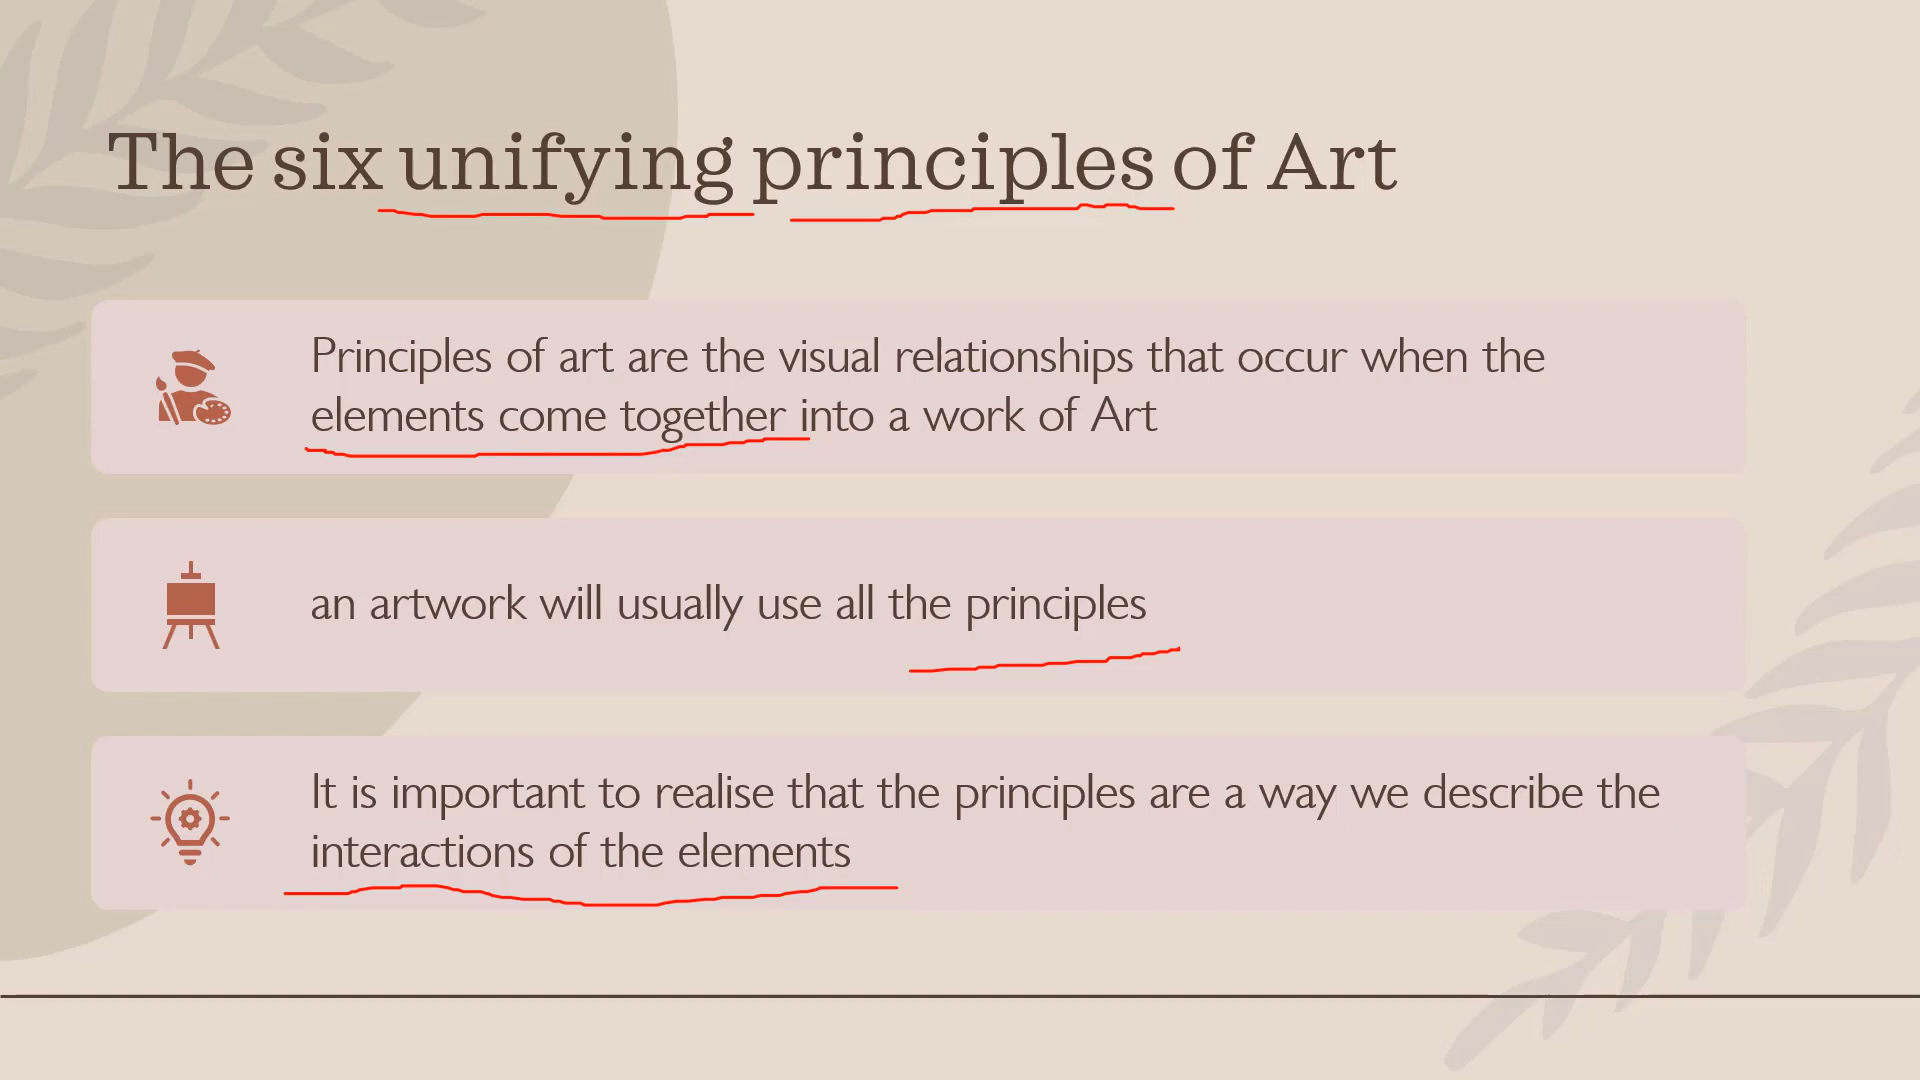 The six unifying principles of Art
Principles of art are the visual relationships that occur when the
elements come together into a work of Art
an artwork will usually use all the principles
It is important to realise that the principles are a way we describe the
interactions of the elements